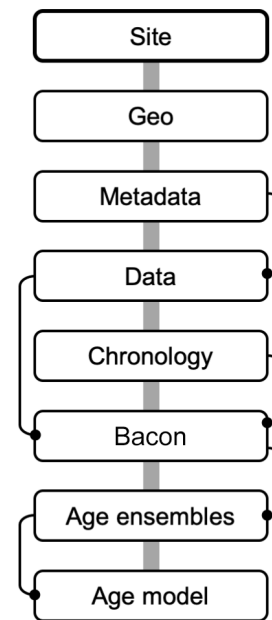 Site
Geo
Metadata
Data
Chronology
Bacon
Age ensembles
Age model